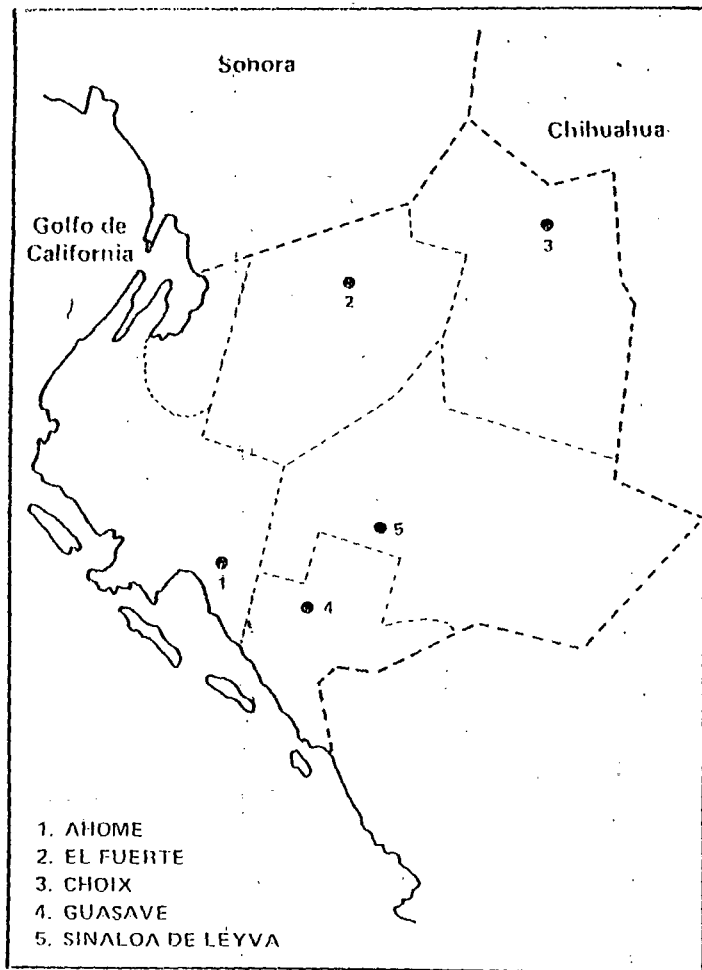 Sonora
Chihuahua
Golfo de
California
3
2
5
1
4
1. AHOME
2. EL FUERTE
3. CHOIX
4. GUASAVE
5. SINALOA DE LEYVA